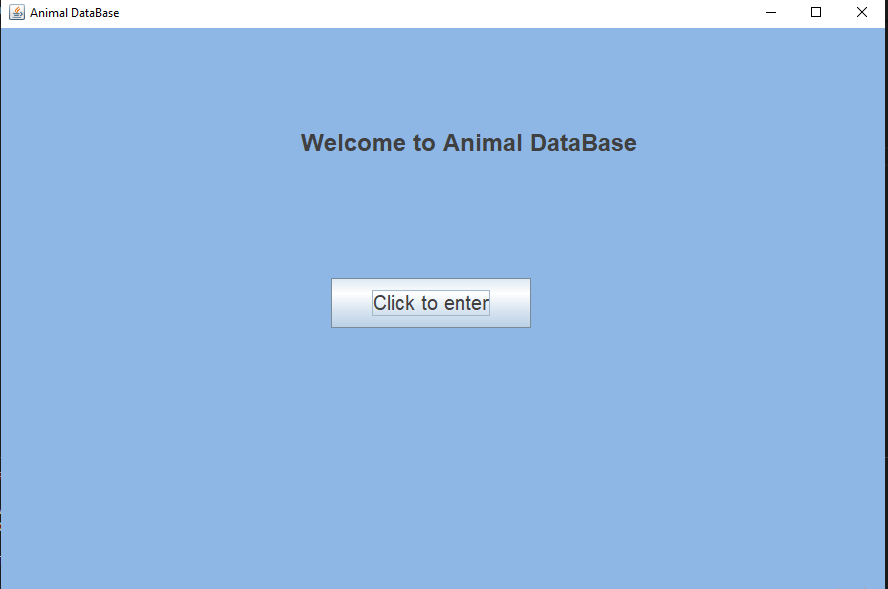 Animal DataBase
Welcome to Animal DataBase
Click to enter